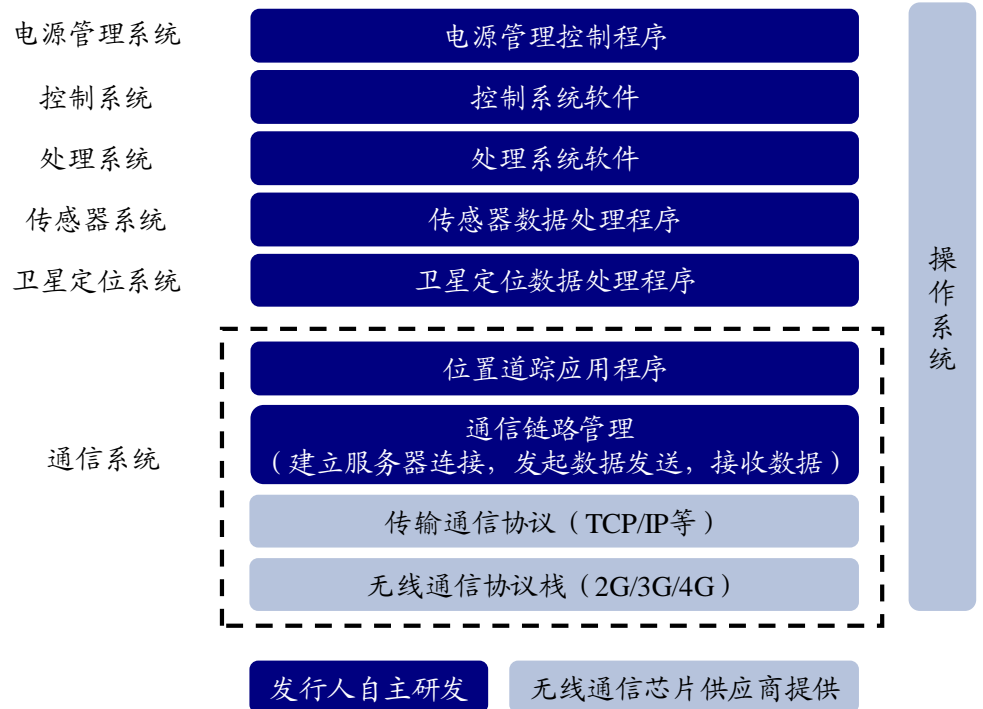 电源管理系统
电源管理控制程序
控制系统
控制系统软件
处理系统
处理系统软件
传感器系统
传感器数据处理程序
卫星定位系统
卫星定位数据处理程序
通信系统
位置道踪应用程序
通信链路管理
（建立服务器连接，发起数据发送，接收数据）
传输通信协议（TCP/IP等）
无线通信协议栈（2G/3G/4G）
操作系统
发行人自主研发
无线通信芯片供应商提供